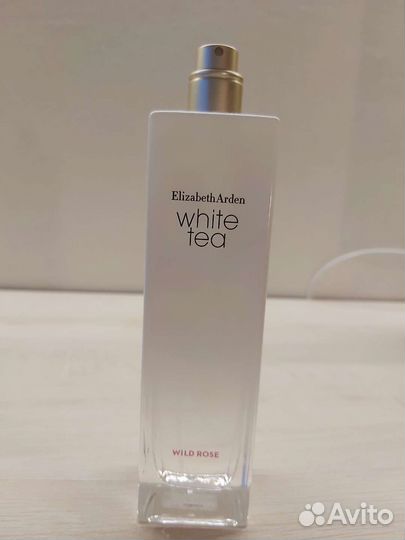 ElizabethArden
white
tea
WILD ROSE
Avito